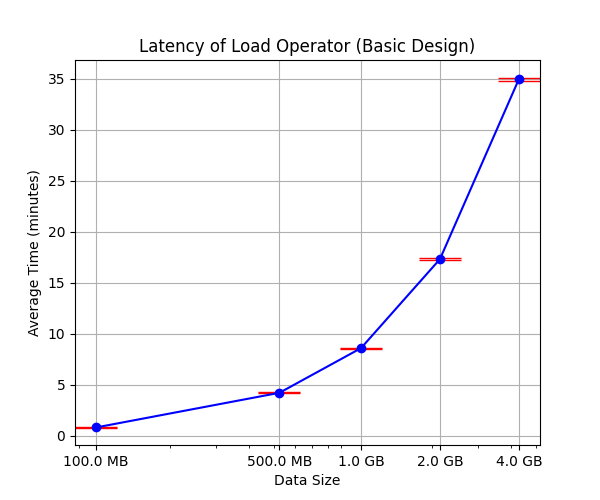 Latency of Load Operator (Basic Design)
Average Time (minutes)
35
30
25
20
15
10
5
0
100.0 MB
500.0 MB
1.0 GB
2.0 GB
4.0 GB
Data Size